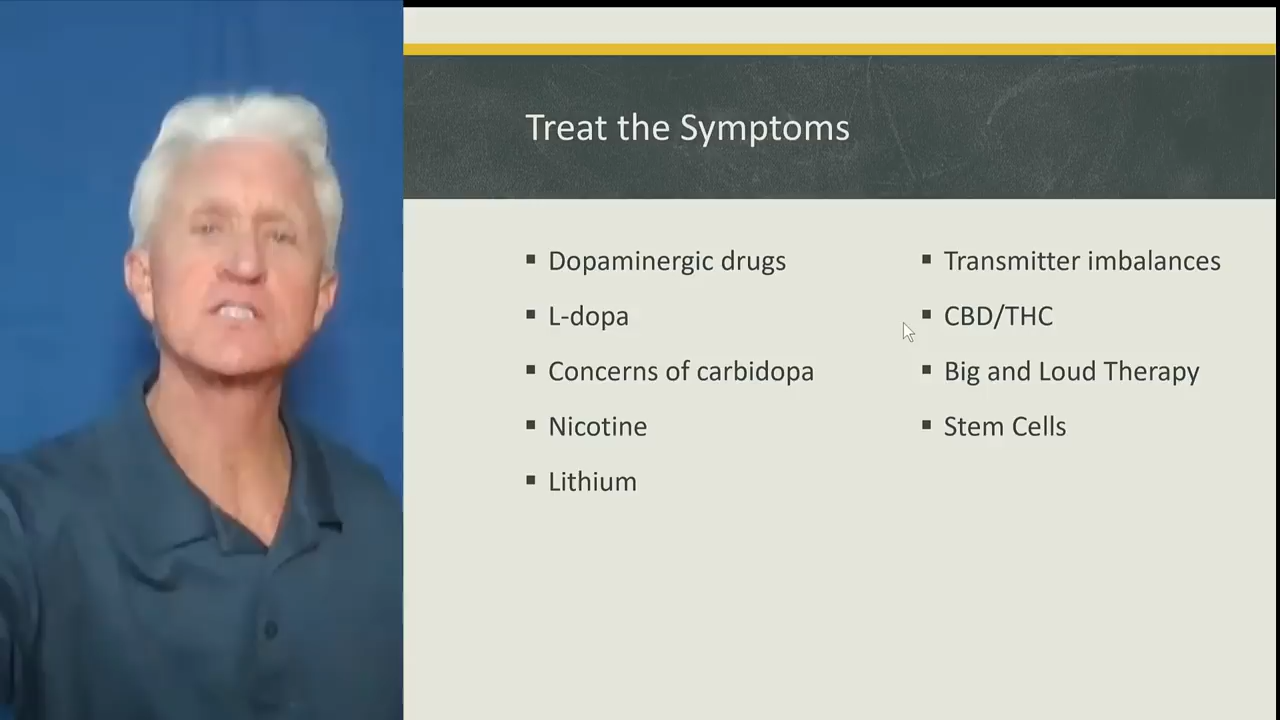 Treat the Symptoms
Dopaminergic drugs
L-dopa
Concerns of carbidopa
Nicotine
Lithium
Transmitter imbalances
CBD/THC
Big and Loud Therapy
Stem Cells